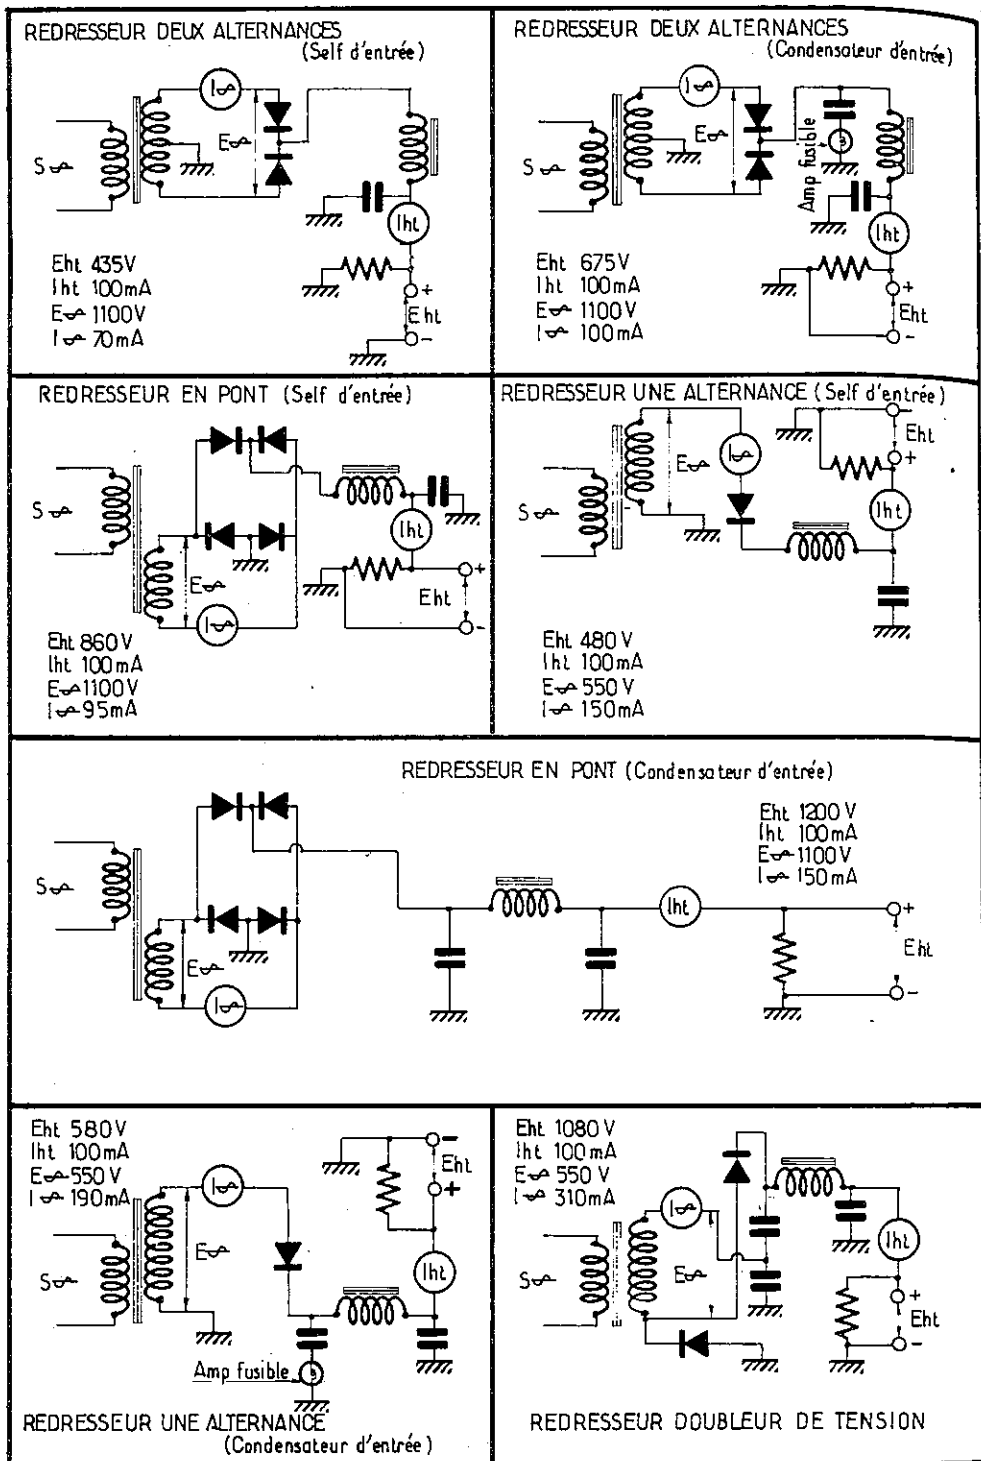 REDRESSEUR DEUX ALTERNANCES
(Self d'entrée)
I
S
E
Iht
Eht 435V
Iht 100mA
E 1100V
I 70mA
+
Eht
-
REDRESSEUR DEUX ALTERNANCES
(Condensateur d'entrée)
I
S
E
Amp fusible
Iht
Eht 675V
Iht 100mA
E 1100V
I 100mA
+
Eht
-
REDRESSEUR EN PONT (Self d'entrée)
S
Iht
E
+
Eht
-
I
Eht 860V
Iht 100mA
E 1100V
I 95mA
REDRESSEUR UNE ALTERNANCE (Self d'entrée)
-
Eht
+
E
I
S
Iht
Eht 480V
Iht 100mA
E 550V
I 150mA
REDRESSEUR EN PONT (Condensateur d'entrée)
Eht 1200V
Iht 100mA
E 1100V
I 150mA
S
Iht
+
E
Eht
-
I
Eht 580V
Iht 100mA
E 550V
I 190mA
-
Eht
+
I
S
E
Iht
Amp fusible
REDRESSEUR UNE ALTERNANCE
(Condensateur d'entrée)
Eht 1080V
Iht 100mA
E 550V
I 310mA
I
Iht
S
E
+
Eht
-
REDRESSEUR DOUBLEUR DE TENSION